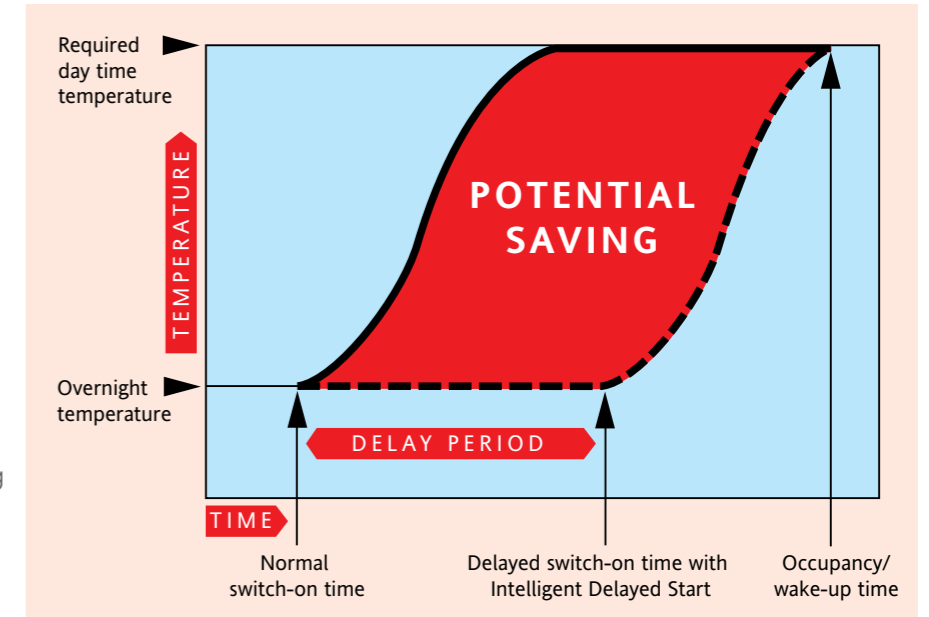 Required
day time
temperature
TEMPERATURE
POTENTIAL
SAVING
Overnight
temperature
DELAY PERIOD
TIME
Normal
switch-on time
Delayed switch-on time with
Intelligent Delayed Start
Occupancy/
wake-up time